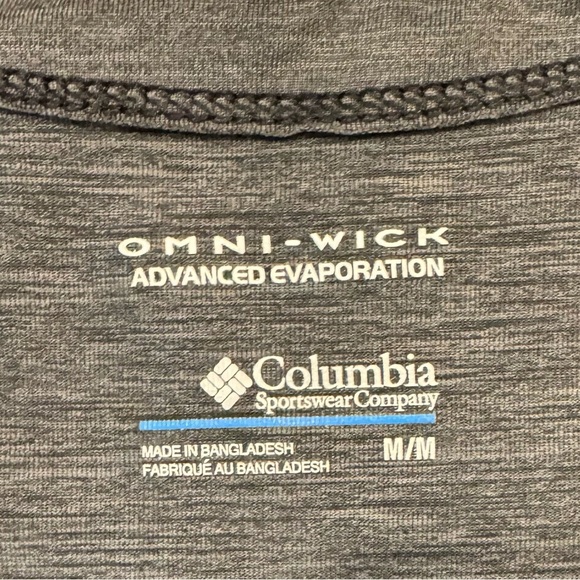 OMNI-WICK
ADVANCED EVAPORATION
Columbia
Sportswear Company
MADE IN BANGLADESH
FABRIQUÉ AU BANGLADESH
M/M